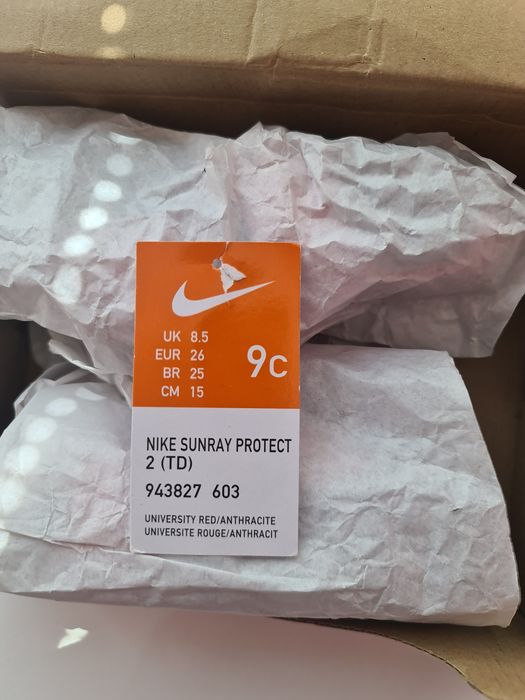 UK 8.5
EUR 26
BR 25
CM 15
9C
NIKE SUNRAY PROTECT
2 (TD)
943827 603
UNIVERSITY RED/ANTHRACITE
UNIVERSITE ROUGE/ANTHRACIT